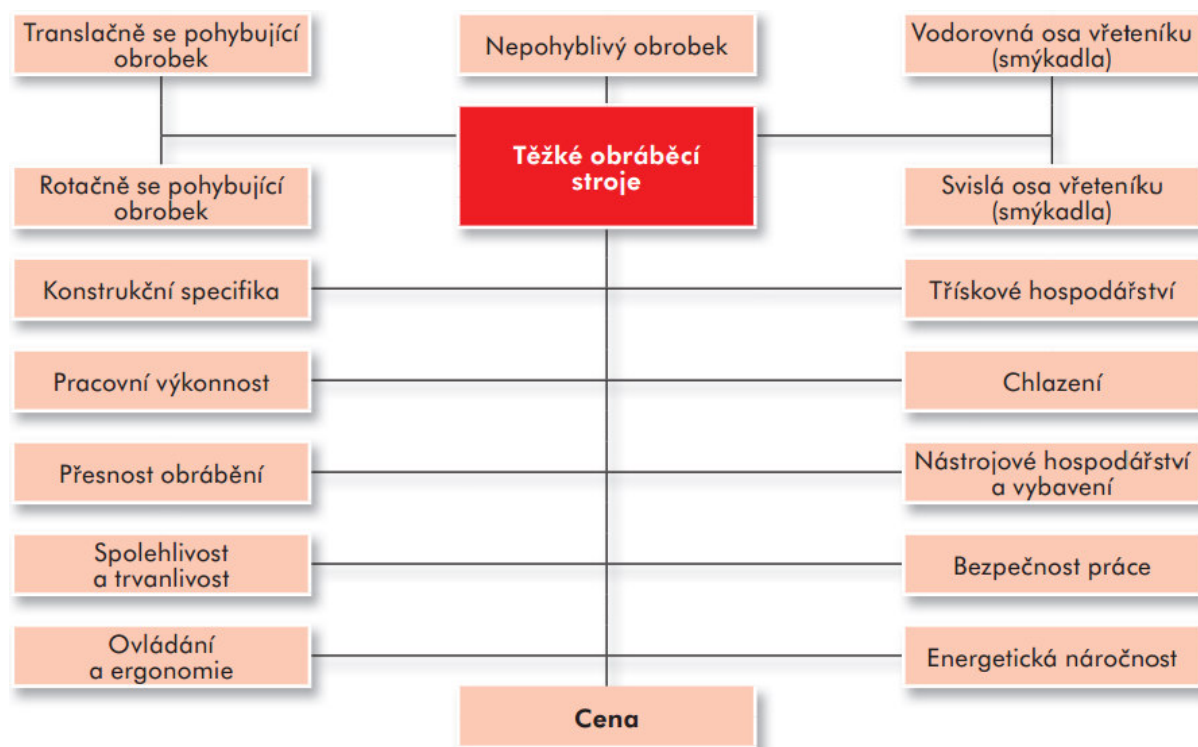 Translačně se pohybující
obrobek
Nepohyblivý obrobek
Vodorovná osa vřeteníku
(smýkadla)
Těžké obráběcí
stroje
Rotačně se pohybující
obrobek
Svislá osa vřeteníku
(smýkadla)
Konstrukční specifika
Třískové hospodářství
Pracovní výkonnost
Chlazení
Přesnost obrábění
Nástrojové hospodářství
a vybavení
Spolehlivost
a trvanlivost
Bezpečnost práce
Ovládání
a ergonomie
Energetická náročnost
Cena